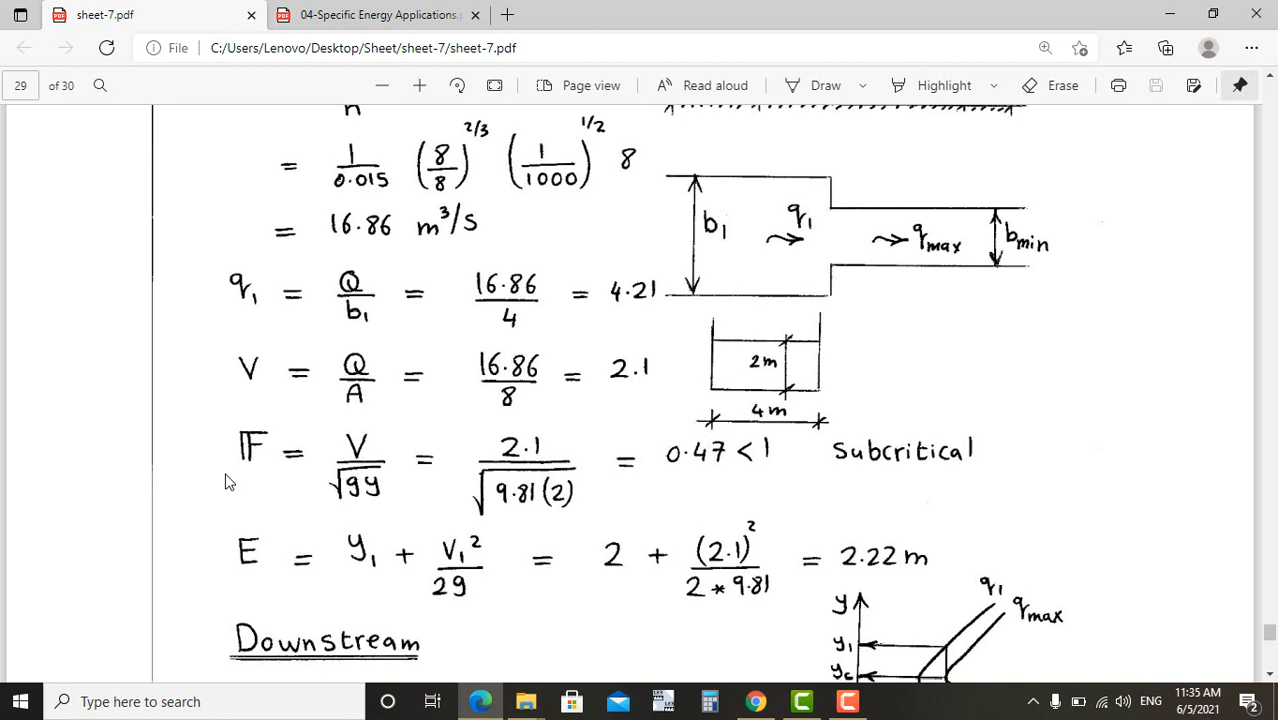 sheet-7.pdf
04-Specific Energy Applications.p
File
C:/Users/Lenovo/Desktop/Sheet/sheet-7/sheet-7.pdf
29 of 30
Page view
Read aloud
Draw
Highlight
Erase
n
= 1/0.015 (8/8)^2/3 (1/1000)^1/2 8
= 16.86 m³/s
b₁ q₁ qmax bmin
q₁ = Q/b₁ = 16.86/4 = 4.21
V = Q/A = 16.86/8 = 2.1
2m
4m
F = V/√gy = 2.1/√9.81(2) = 0.47 < 1 Subcritical
E = y₁ + V₁²/2g = 2 + (2.1)²/2*9.81 = 2.22 m
Downstream
q₁
qmax
y
y₁
yc
Type here to search
ENG
11:35 AM
6/5/2021
2